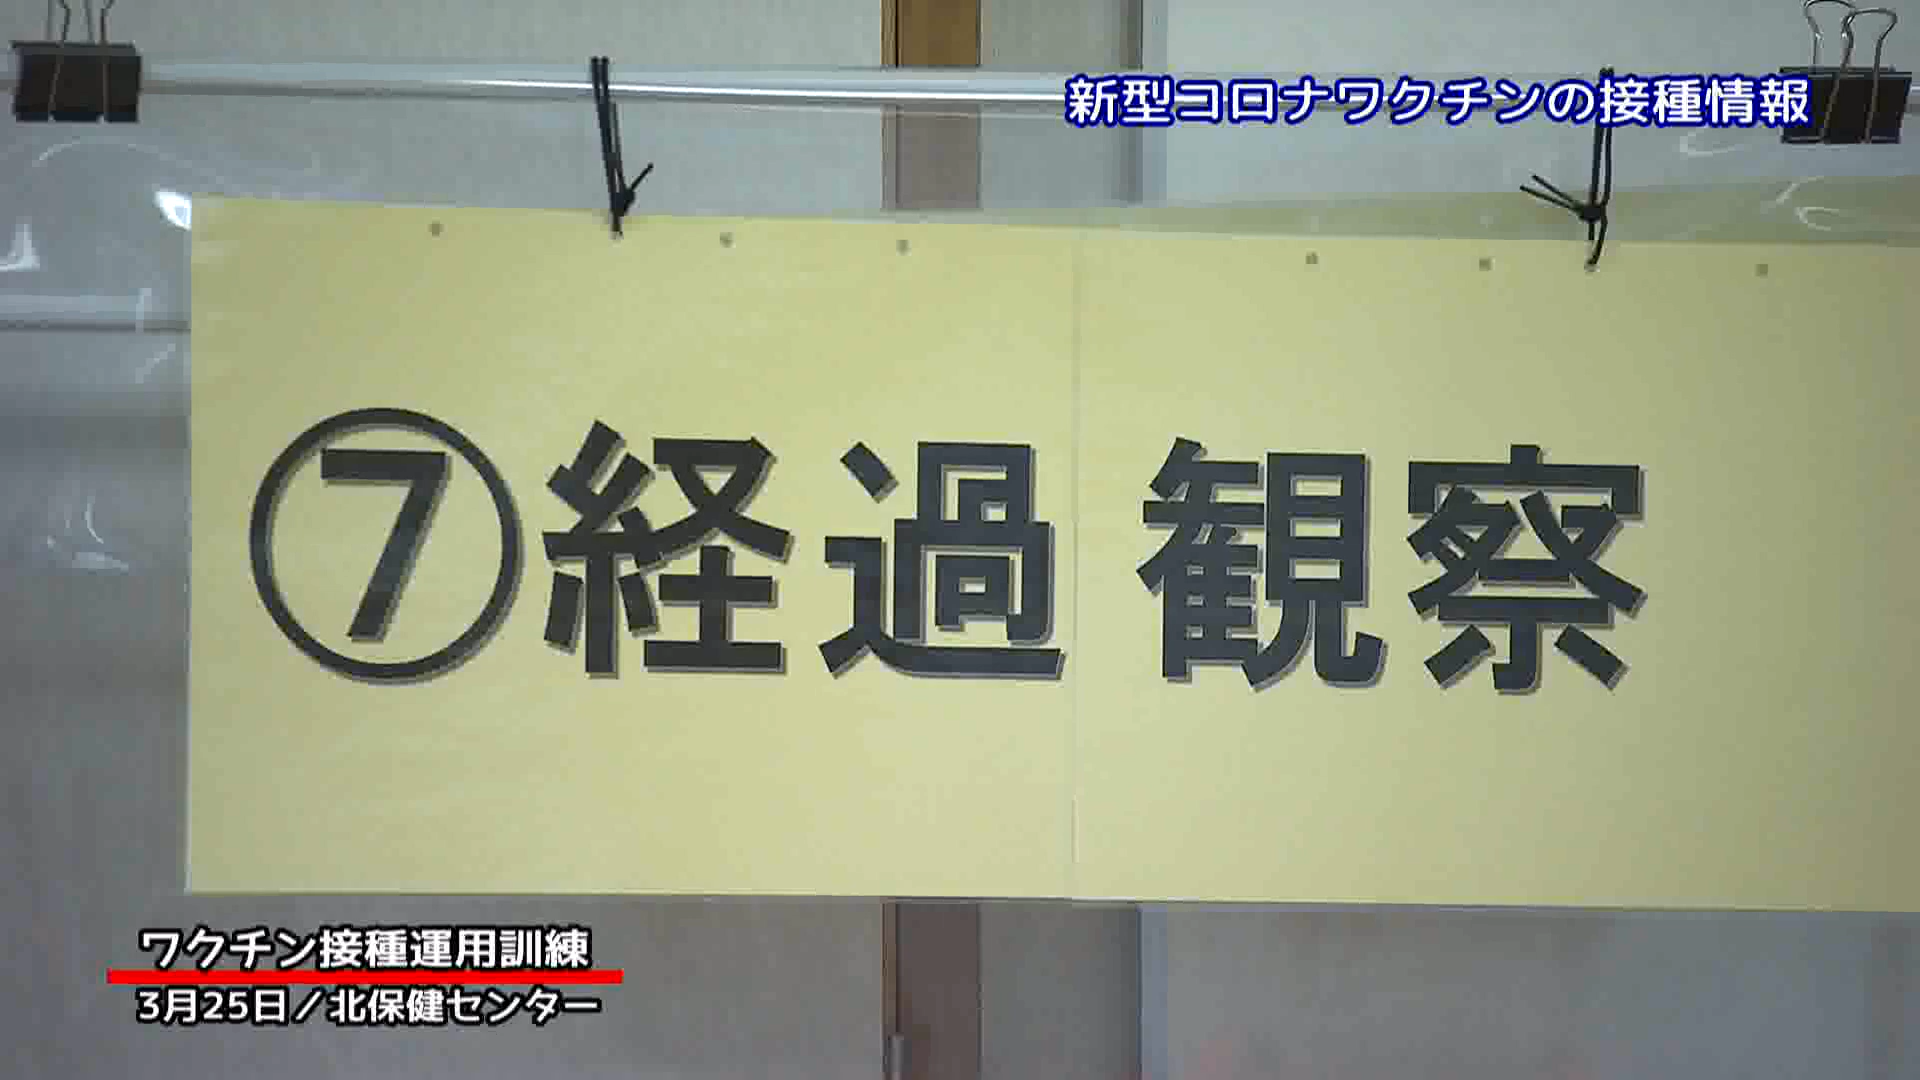 新型コロナワクチンの接種情報
⑦経過観察
ワクチン接種運用訓練
3月25日／北保健センター